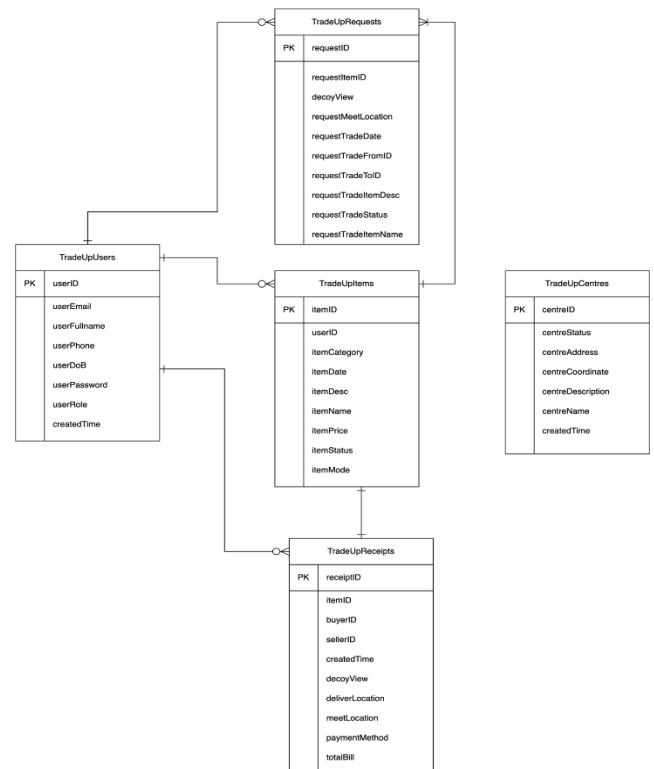 TradeUpRequests
PK requestID
requestItemID
decoyView
requestMeetLocation
requestTradeDate
requestTradeFromID
requestTradeToID
requestTradeItemDesc
requestTradeStatus
requestTradeItemName
TradeUpUsers
PK userID
userEmail
userFullname
userPhone
userDoB
userPassword
userRole
createdTime
TradeUpItems
PK itemID
userID
itemCategory
itemDate
itemDesc
itemName
itemPrice
itemStatus
itemMode
TradeUpCentres
PK centreID
centreStatus
centreAddress
centreCoordinate
centreDescription
centreName
createdTime
TradeUpReceipts
PK receiptID
itemID
buyerID
sellerID
createdTime
decoyView
deliverLocation
meetLocation
paymentMethod
totalBill